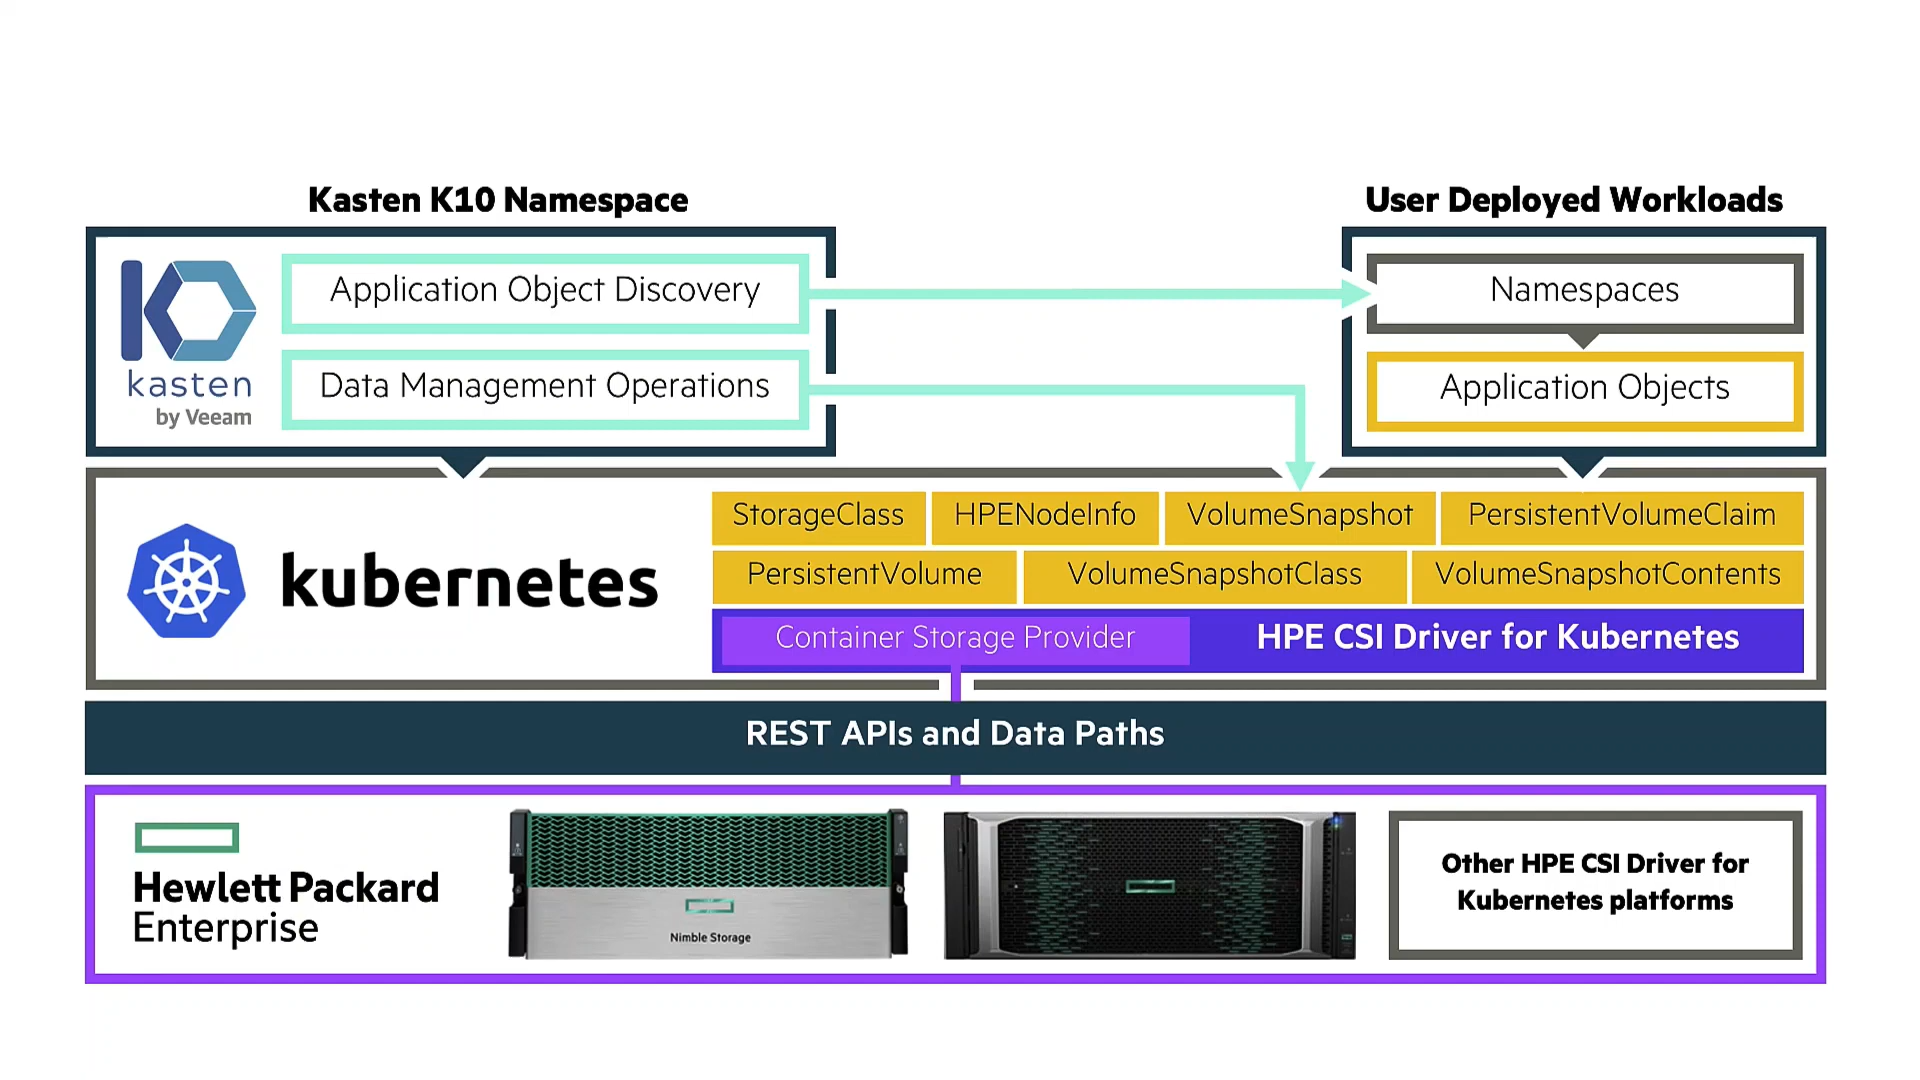 Kasten K10 Namespace
User Deployed Workloads
kasten
by Veeam
Application Object Discovery
Data Management Operations
Namespaces
Application Objects
kubernetes
StorageClass
HPENodeInfo
VolumeSnapshot
PersistentVolumeClaim
PersistentVolume
VolumeSnapshotClass
VolumeSnapshotContents
Container Storage Provider
HPE CSI Driver for Kubernetes
REST APIs and Data Paths
Hewlett Packard
Enterprise
Nimble Storage
Other HPE CSI Driver for
Kubernetes platforms